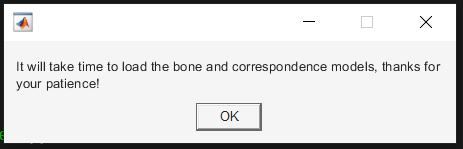 It will take time to load the bone and correspondence models, thanks for
your patience!
OK